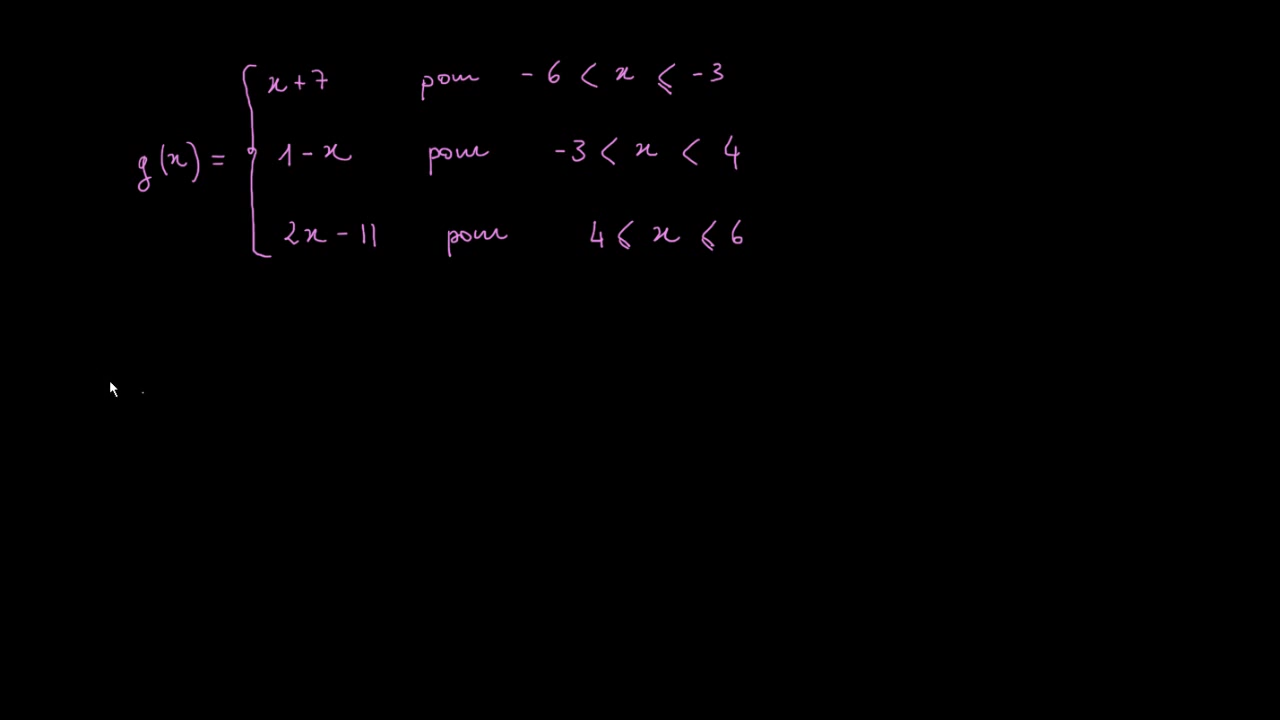 x+7 pour -6 < x ⩽ -3
g(x) = 1-x pour -3 < x < 4
2x - 11 pour 4 ⩽ x ⩽ 6